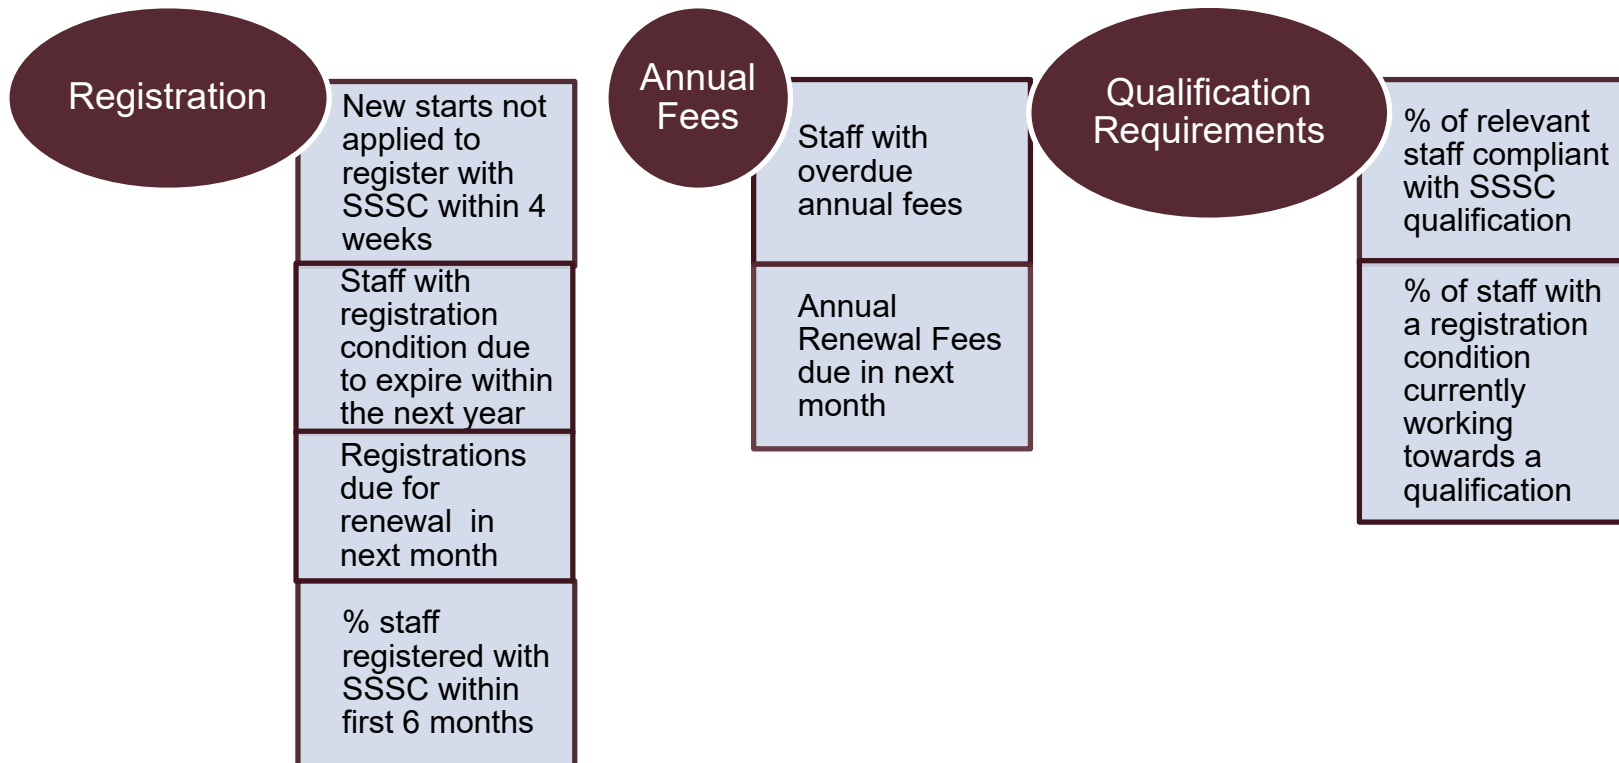 Registration
New starts not
applied to
register with
SSSC within 4
weeks
Staff with
registration
condition due
to expire within
the next year
Registrations
due for
renewal  in
next month
% staff
registered with
SSSC within
first 6 months
Annual
Fees
Staff with
overdue
annual fees
Annual
Renewal Fees
due in next
month
Qualification
Requirements
% of relevant
staff compliant
with SSSC
qualification
% of staff with
a registration
condition
currently
working
towards a
qualification